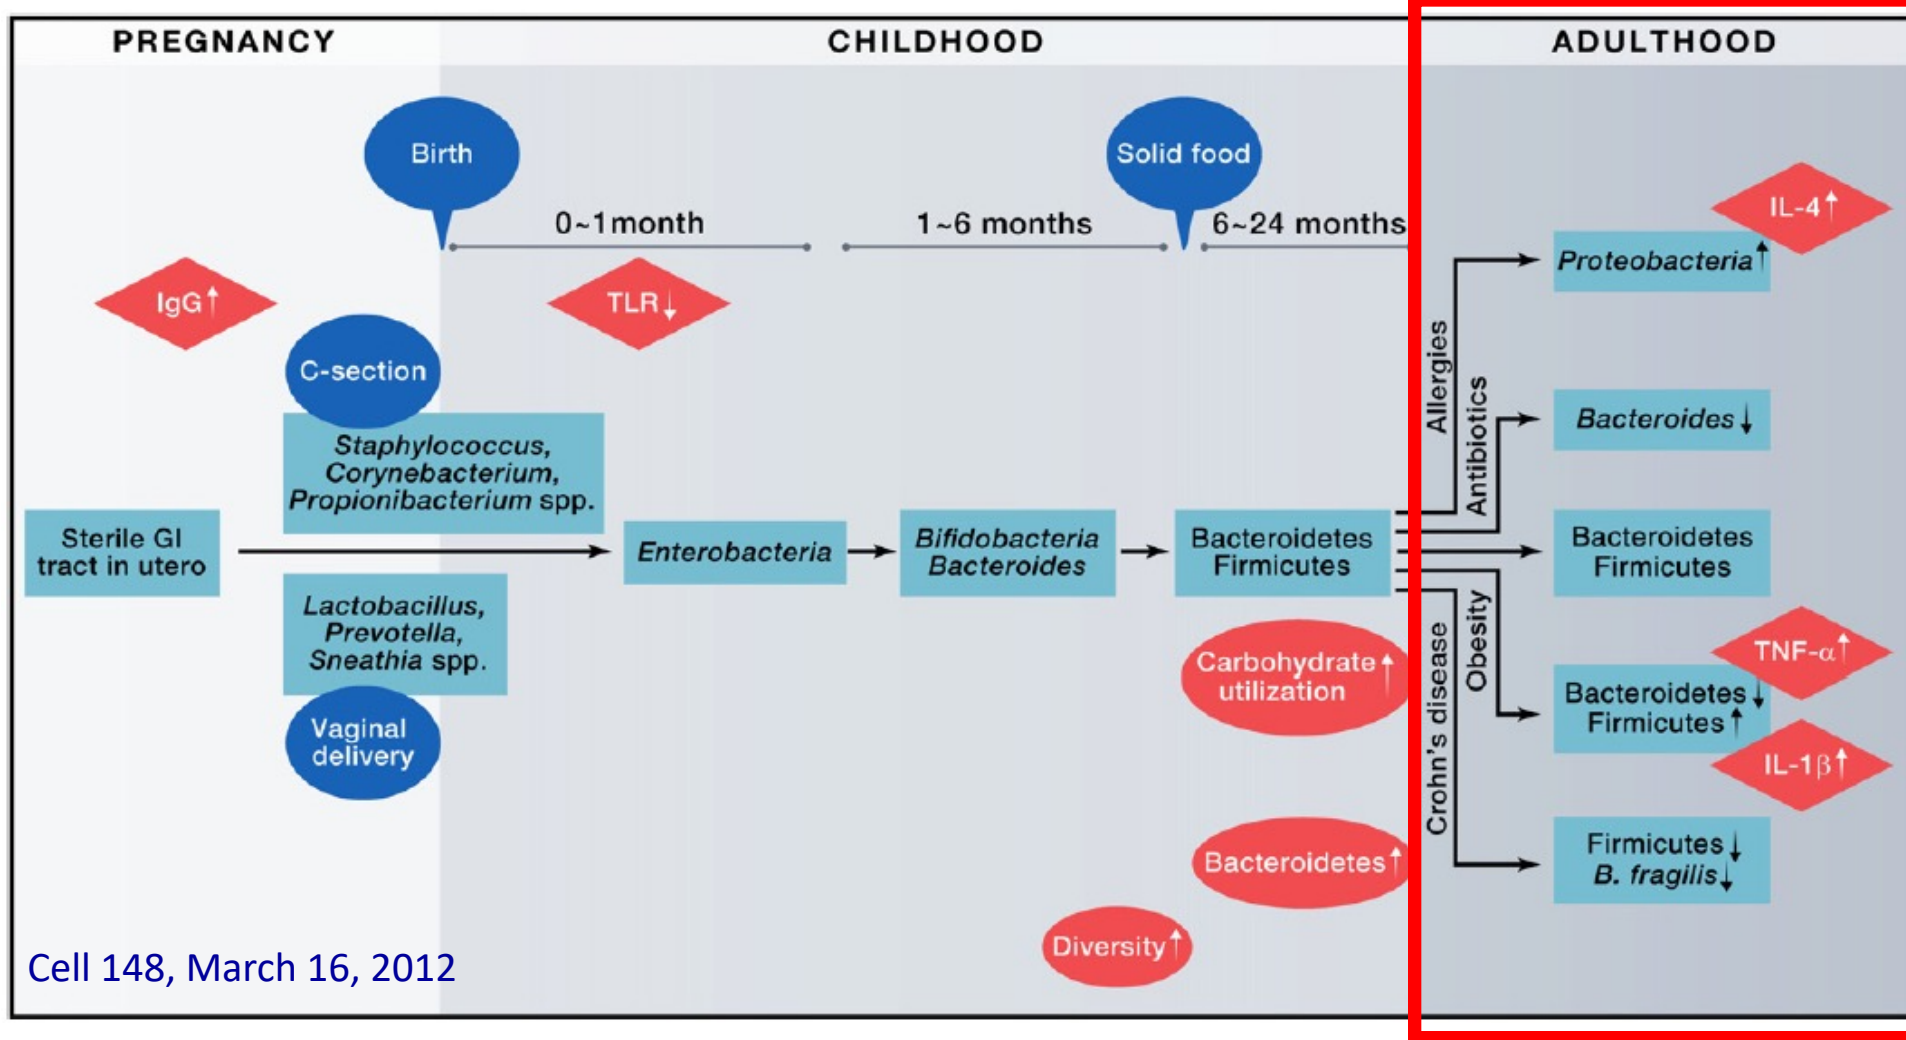 PREGNANCY
CHILDHOOD
ADULTHOOD
Birth
Solid food
0~1month
1~6 months
6~24 months
IgG↑
TLR↓
C-section
Staphylococcus,
Corynebacterium,
Propionibacterium spp.
Sterile GI
tract in utero
Lactobacillus,
Prevotella,
Sneathia spp.
Vaginal
delivery
Enterobacteria
Bifidobacteria
Bacteroides
Bacteroidetes
Firmicutes
Carbohydrate↑
utilization
Bacteroidetes↑
Diversity↑
Allergies
Antibiotics
Obesity
Crohn's disease
IL-4↑
Proteobacteria↑
Bacteroides↓
Bacteroidetes
Firmicutes
TNF-α↑
Bacteroidetes↓
Firmicutes↑
IL-1β↑
Firmicutes↓
B. fragilis↓
Cell 148, March 16, 2012